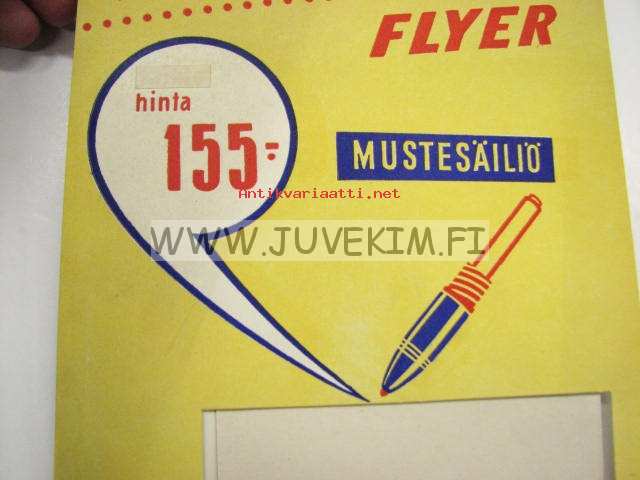 FLYER
hinta
155:-
MUSTESÄILIÖ
Antikvariaatti.net
WWW.JUVEKIM.FI